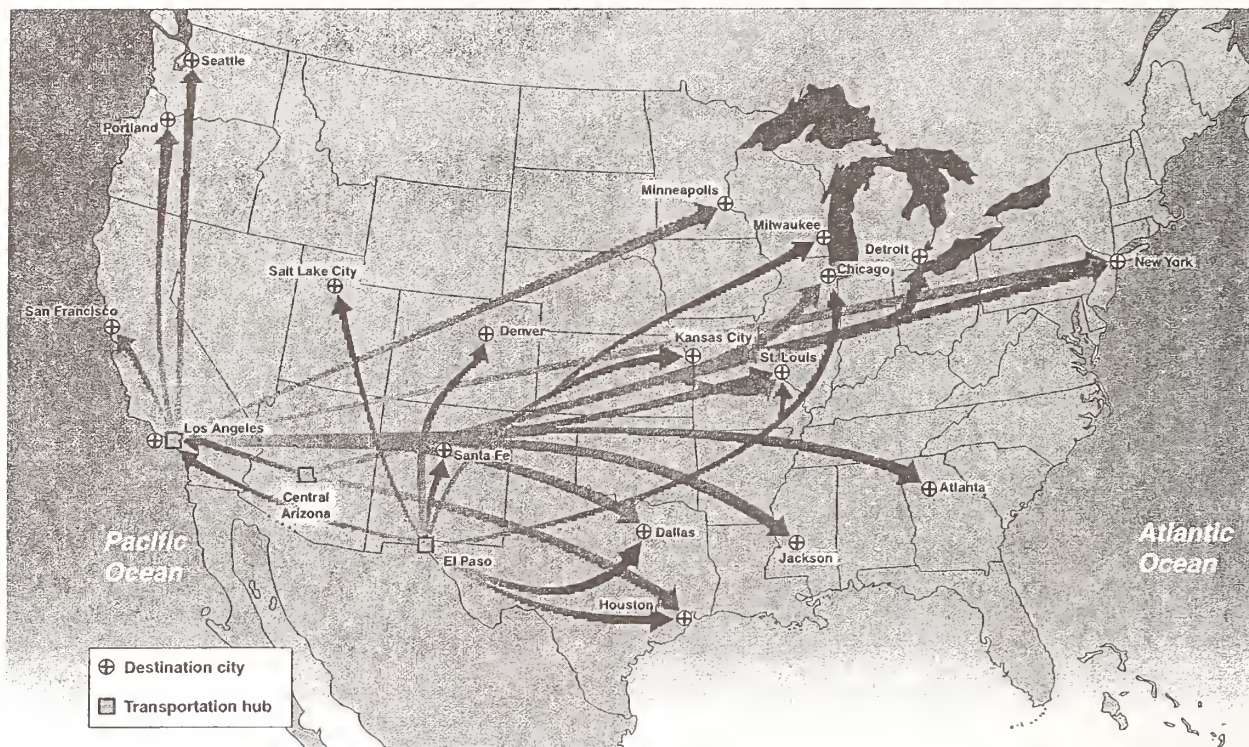 Seattle
Portland
Minneapolis
Milwaukee
Detroit
New York
Chicago
Salt Lake City
San Francisco
Denver
Kansas City
St. Louis
Los Angeles
Santa Fe
Central
Arizona
Atlanta
Dallas
Jackson
El Paso
Houston
Pacific
Ocean
Atlantic
Ocean
Destination city
Transportation hub